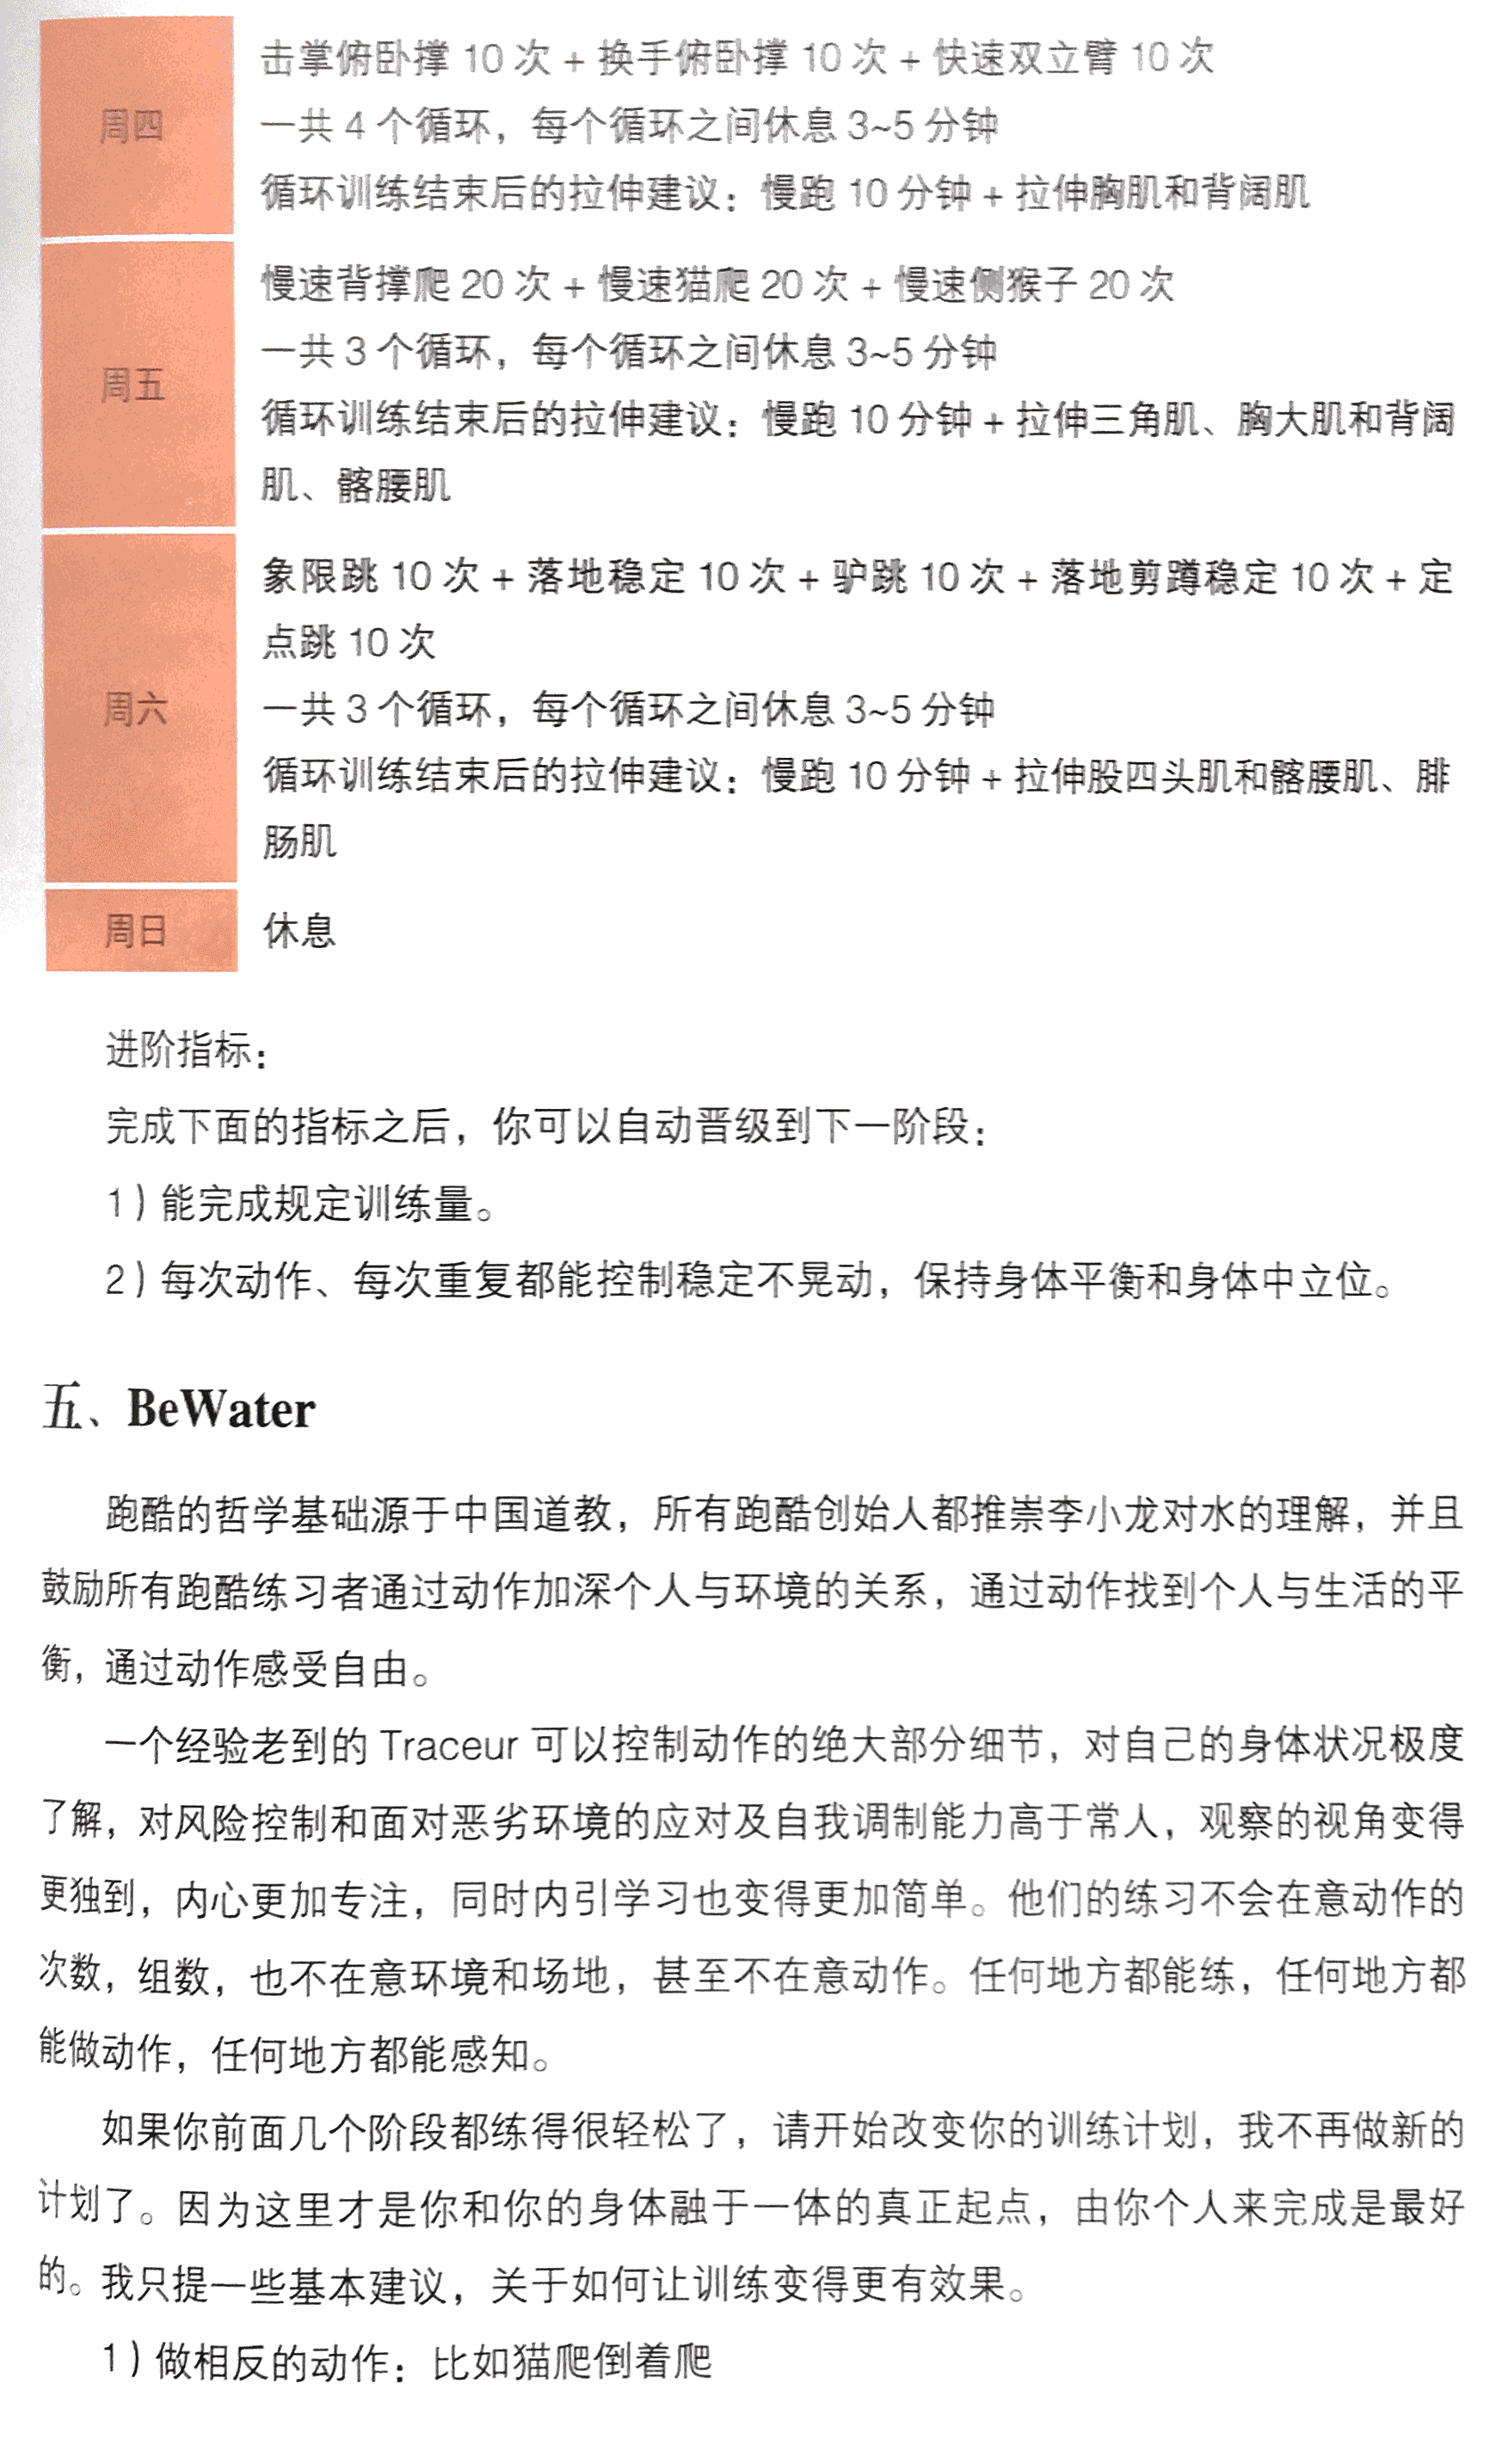 周四
击掌俯卧撑 10 次 + 换手俯卧撑 10 次 + 快速双立臂 10 次
一共 4 个循环，每个循环之间休息 3~5 分钟
循环训练结束后的拉伸建议：慢跑 10 分钟 + 拉伸胸肌和背阔肌
周五
慢速背撑爬 20 次 + 慢速猫爬 20 次 + 慢速侧猴子 20 次
一共 3 个循环，每个循环之间休息 3~5 分钟
循环训练结束后的拉伸建议：慢跑 10 分钟 + 拉伸三角肌、胸大肌和背阔
肌、髂腰肌
周六
象限跳 10 次 + 落地稳定 10 次 + 驴跳 10 次 + 落地剪蹲稳定 10 次 + 定
点跳 10 次
一共 3 个循环，每个循环之间休息 3~5 分钟
循环训练结束后的拉伸建议：慢跑 10 分钟 + 拉伸股四头肌和髂腰肌、腓
肠肌
周日
休息
进阶指标：
完成下面的指标之后，你可以自动晋级到下一阶段：
1）能完成规定训练量。
2）每次动作、每次重复都能控制稳定不晃动，保持身体平衡和身体中立位。
五、BeWater
跑酷的哲学基础源于中国道教，所有跑酷创始人都推崇李小龙对水的理解，并且
鼓励所有跑酷练习者通过动作加深个人与环境的关系，通过动作找到个人与生活的平
衡，通过动作感受自由。
一个经验老到的 Traceur 可以控制动作的绝大部分细节，对自己的身体状况极度
了解，对风险控制和面对恶劣环境的应对及自我调制能力高于常人，观察的视角变得
更独到，内心更加专注，同时内引学习也变得更加简单。他们的练习不会在意动作的
次数，组数，也不在意环境和场地，甚至不在意动作。任何地方都能练，任何地方都
能做动作，任何地方都能感知。
如果你前面几个阶段都练得很轻松了，请开始改变你的训练计划，我不再做新的
计划了。因为这里才是你和你的身体融于一体的真正起点，由你个人来完成是最好
的。我只提一些基本建议，关于如何让训练变得更有效果。
1）做相反的动作：比如猫爬倒着爬